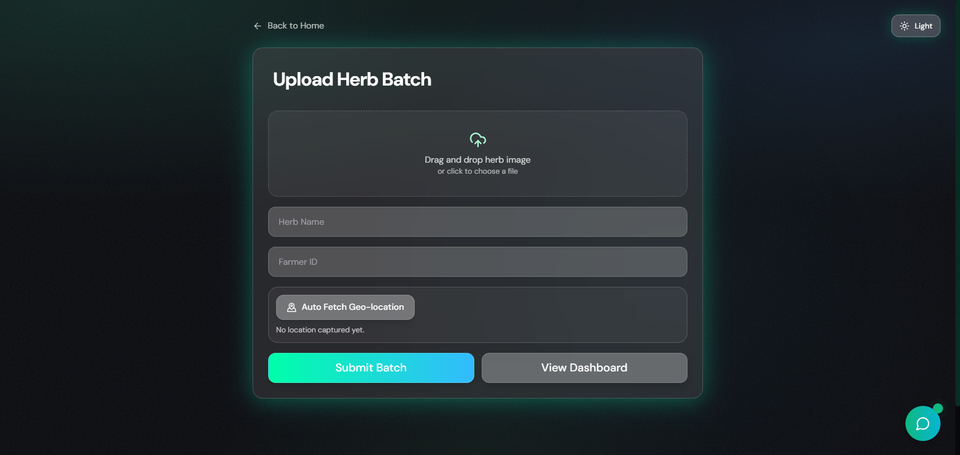 Back to Home
Light
Upload Herb Batch
Drag and drop herb image
or click to choose a file
Herb Name
Farmer ID
Auto Fetch Geo-location
No location captured yet.
Submit Batch
View Dashboard